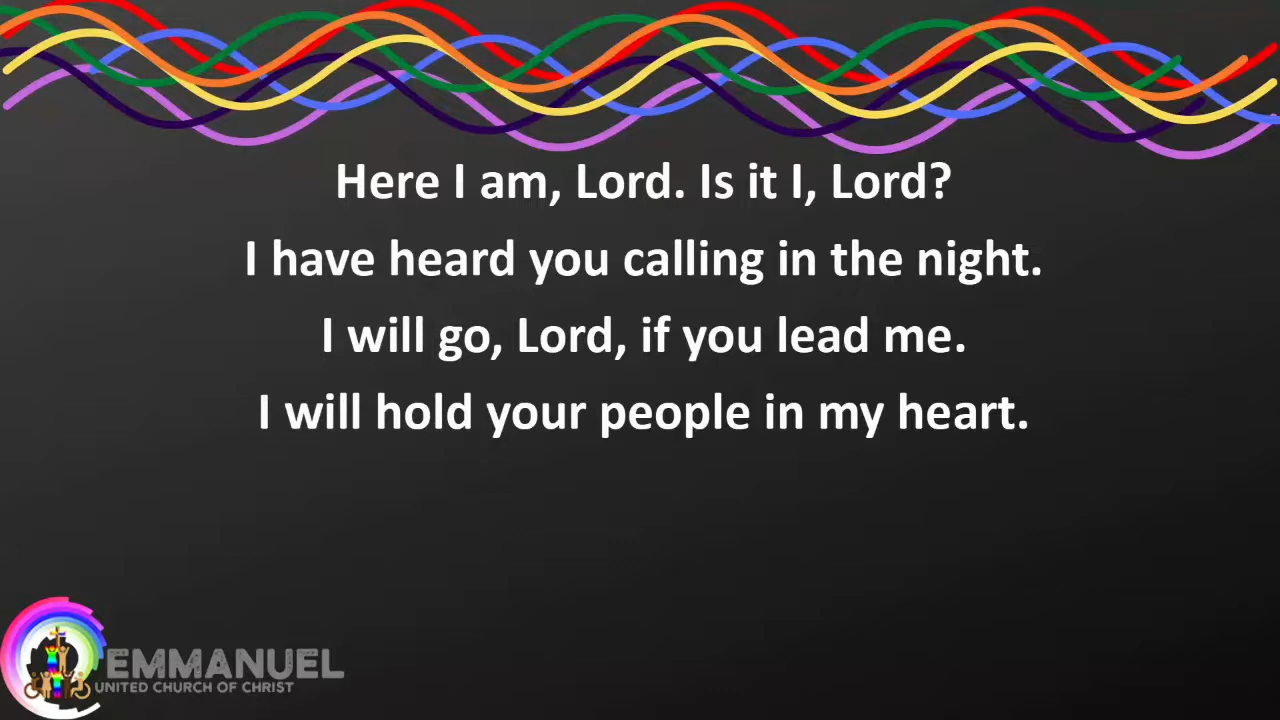 Here I am, Lord. Is it I, Lord?
I have heard you calling in the night.
I will go, Lord, if you lead me.
I will hold your people in my heart.
EMMANUEL
UNITED CHURCH OF CHRIST